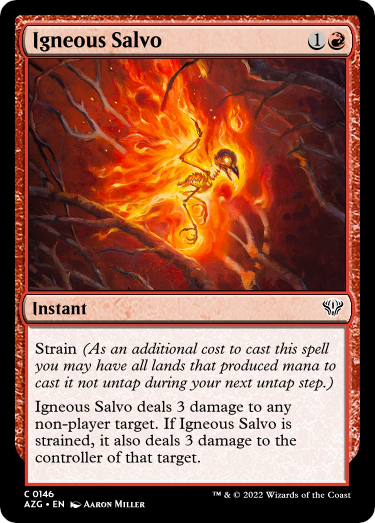 Igneous Salvo 1
Instant
Strain (As an additional cost to cast this spell
you may have all lands that produced mana to
cast it not untap during your next untap step.)
Igneous Salvo deals 3 damage to any
non-player target. If Igneous Salvo is
strained, it also deals 3 damage to the
controller of that target.
C 0146
AZG • EN Aaron Miller
™ & © 2022 Wizards of the Coast